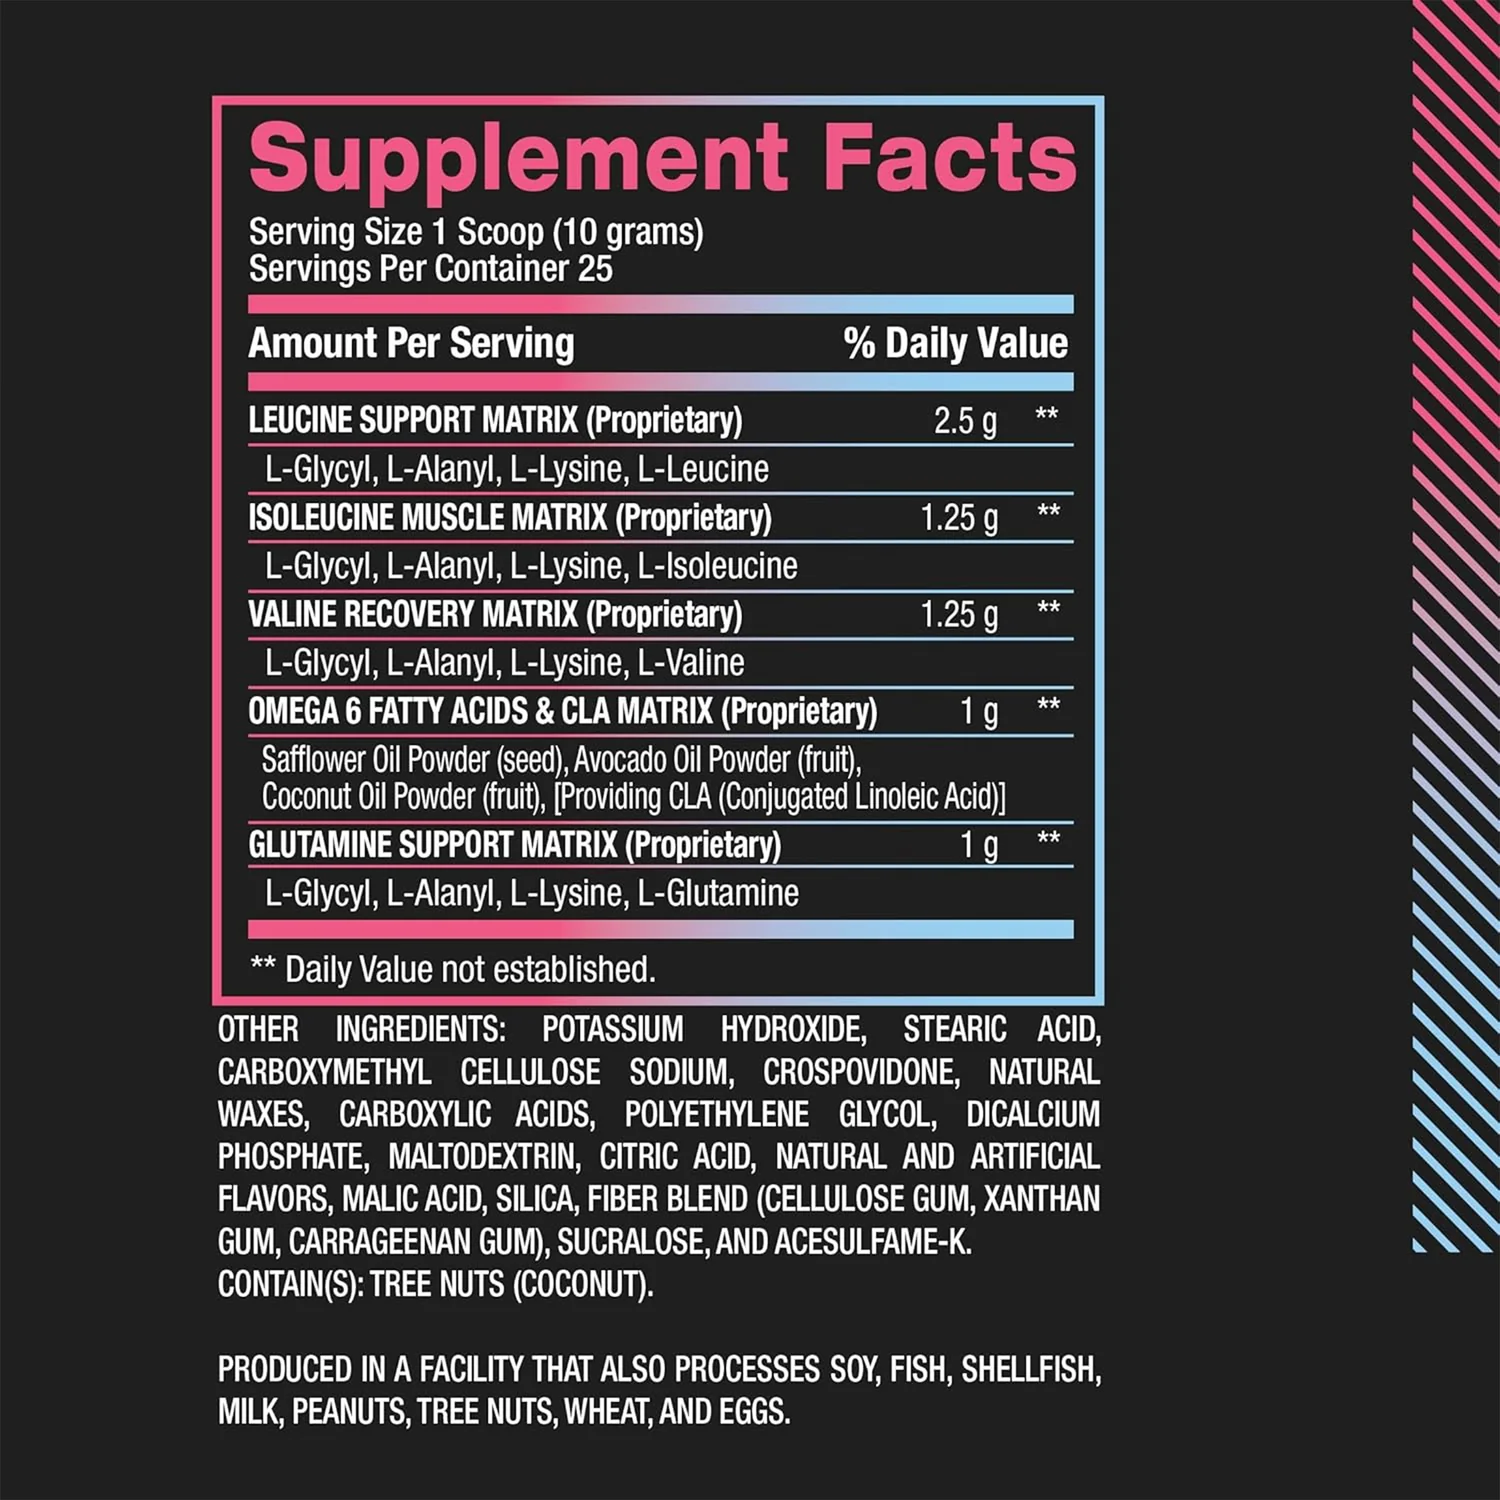 Supplement Facts
Serving Size 1 Scoop (10 grams)
Servings Per Container 25
Amount Per Serving % Daily Value
LEUCINE SUPPORT MATRIX (Proprietary) 2.5 g **
L-Glycyl, L-Alanyl, L-Lysine, L-Leucine
ISOLEUCINE MUSCLE MATRIX (Proprietary) 1.25 g **
L-Glycyl, L-Alanyl, L-Lysine, L-Isoleucine
VALINE RECOVERY MATRIX (Proprietary) 1.25 g **
L-Glycyl, L-Alanyl, L-Lysine, L-Valine
OMEGA 6 FATTY ACIDS & CLA MATRIX (Proprietary) 1 g **
Safflower Oil Powder (seed), Avocado Oil Powder (fruit),
Coconut Oil Powder (fruit), [Providing CLA (Conjugated Linoleic Acid)]
GLUTAMINE SUPPORT MATRIX (Proprietary) 1 g **
L-Glycyl, L-Alanyl, L-Lysine, L-Glutamine
** Daily Value not established.
OTHER INGREDIENTS: POTASSIUM HYDROXIDE, STEARIC ACID,
CARBOXYMETHYL CELLULOSE SODIUM, CROSPOVIDONE, NATURAL
WAXES, CARBOXYLIC ACIDS, POLYETHYLENE GLYCOL, DICALCIUM
PHOSPHATE, MALTODEXTRIN, CITRIC ACID, NATURAL AND ARTIFICIAL
FLAVORS, MALIC ACID, SILICA, FIBER BLEND (CELLULOSE GUM, XANTHAN
GUM, CARRAGEENAN GUM), SUCRALOSE, AND ACESULFAME-K.
CONTAIN(S): TREE NUTS (COCONUT).
PRODUCED IN A FACILITY THAT ALSO PROCESSES SOY, FISH, SHELLFISH,
MILK, PEANUTS, TREE NUTS, WHEAT, AND EGGS.